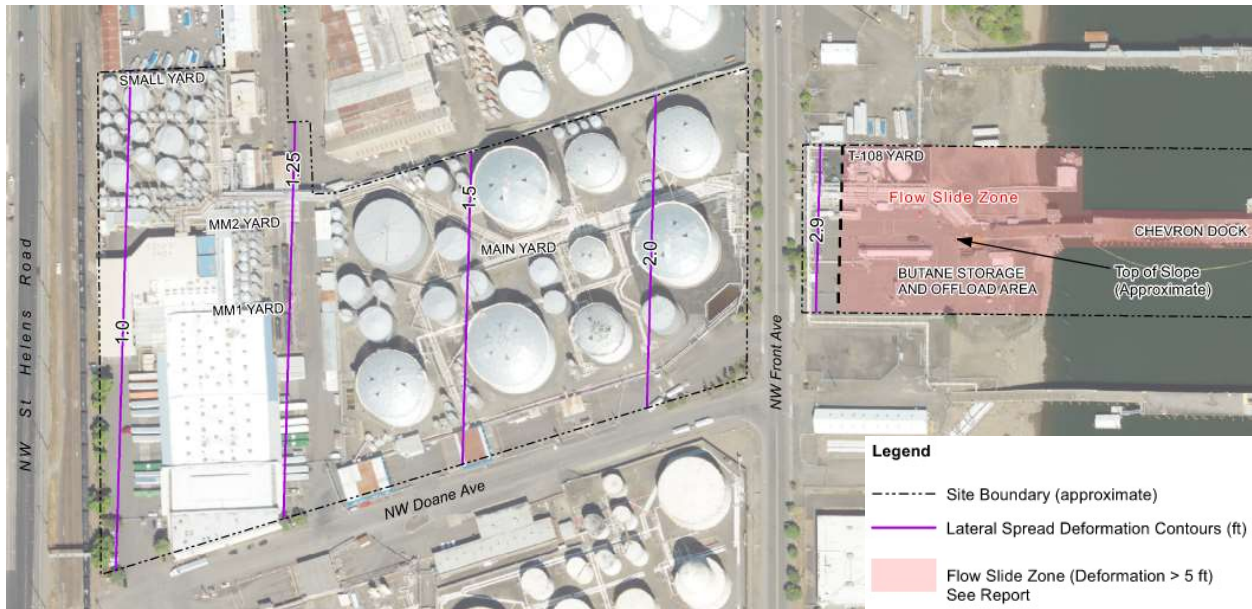 SMALL YARD
1.25
T-108 YARD
1.5
Flow Slide Zone
MM2 YARD
MAIN YARD
2.0
2.9
CHEVRON DOCK
BUTANE STORAGE
AND OFFLOAD AREA
Top of Slope
(Approximate)
MM1 YARD
1.0
NW St Helens Road
NW Front Ave
NW Doane Ave
Legend
Site Boundary (approximate)
Lateral Spread Deformation Contours (ft)
Flow Slide Zone (Deformation > 5 ft)
See Report